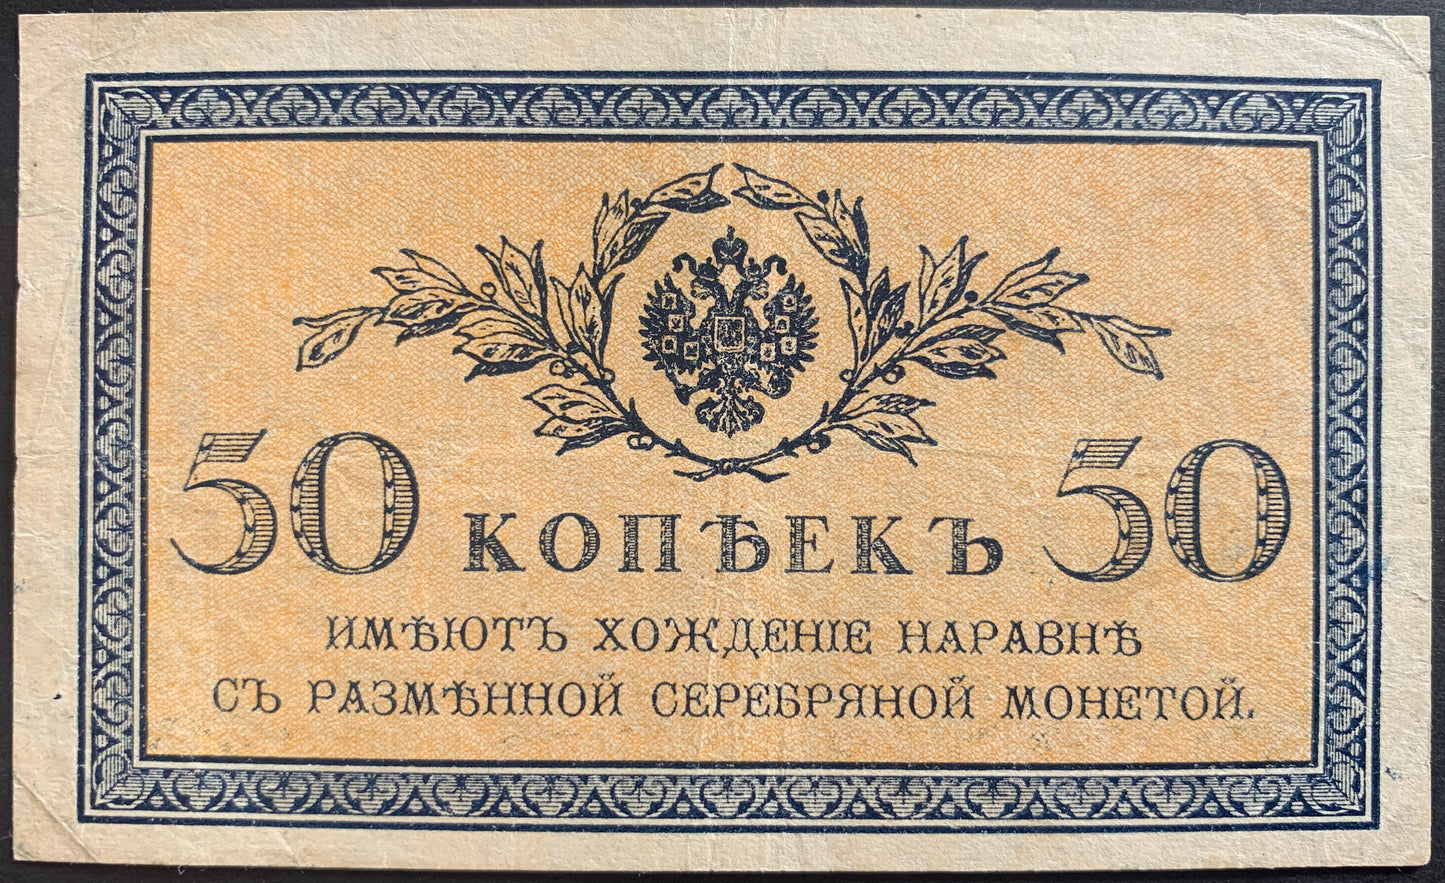 50 КОПѢЕКЪ 50
ИМѢЮТЪ ХОЖДЕНІЕ НАРАВНѢ
СЪ РАЗМѢННОЙ СЕРЕБРЯНОЙ МОНЕТОЙ.